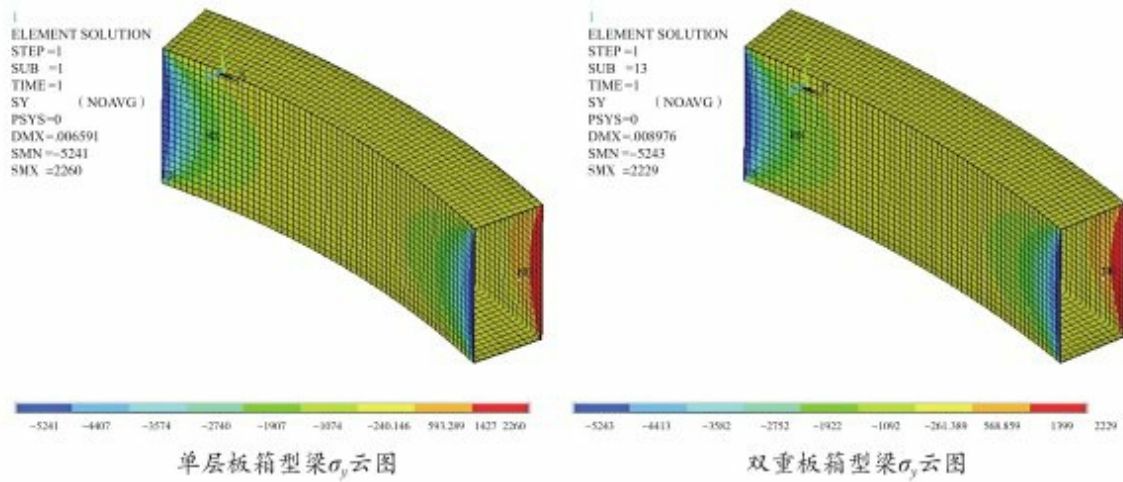 1
ELEMENT SOLUTION
STEP =1
SUB =1
TIME=1
SY (NOAVG)
PSYS=0
DMX=.006591
SMN=-5241
SMX =2260
-5241 -4407 -3574 -2740 -1907 -1074 -240.146 593.289 1427 2260
单层板箱型梁σy云图
1
ELEMENT SOLUTION
STEP =1
SUB =13
TIME=1
SY (NOAVG)
PSYS=0
DMX=.008976
SMN=-5243
SMX =2229
-5243 -4413 -3582 -2752 -1922 -1092 -261.389 568.859 1399 2229
双重板箱型梁σy云图